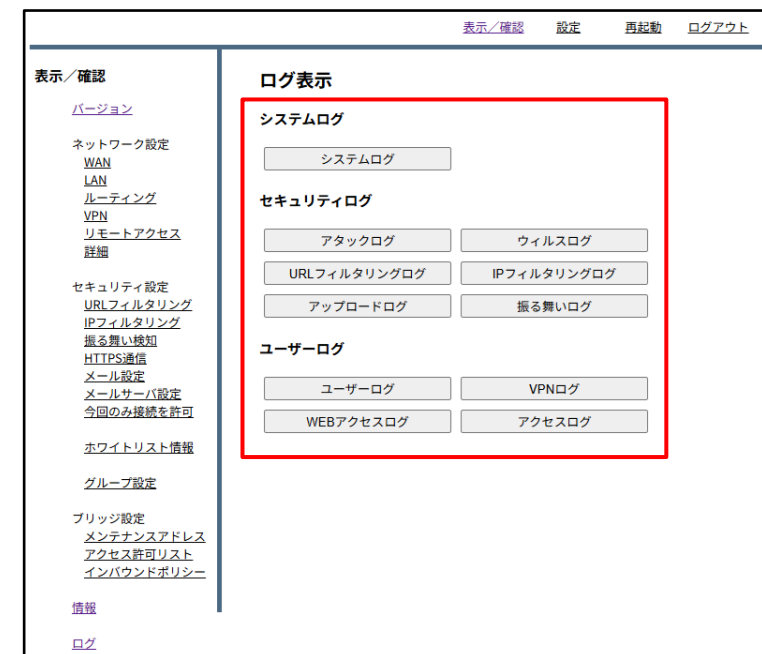 表示／確認 設定 再起動 ログアウト
表示／確認
バージョン
ネットワーク設定
WAN
LAN
ルーティング
VPN
リモートアクセス
詳細
セキュリティ設定
URLフィルタリング
IPフィルタリング
振る舞い検知
HTTPS通信
メール設定
メールサーバ設定
今回のみ接続を許可
ホワイトリスト情報
グループ設定
ブリッジ設定
メンテナンスアドレス
アクセス許可リスト
インバウンドポリシー
情報
ログ
ログ表示
システムログ
システムログ
セキュリティログ
アタックログ ウィルスログ
URLフィルタリングログ IPフィルタリングログ
アップロードログ 振る舞いログ
ユーザーログ
ユーザーログ VPNログ
WEBアクセスログ アクセスログ